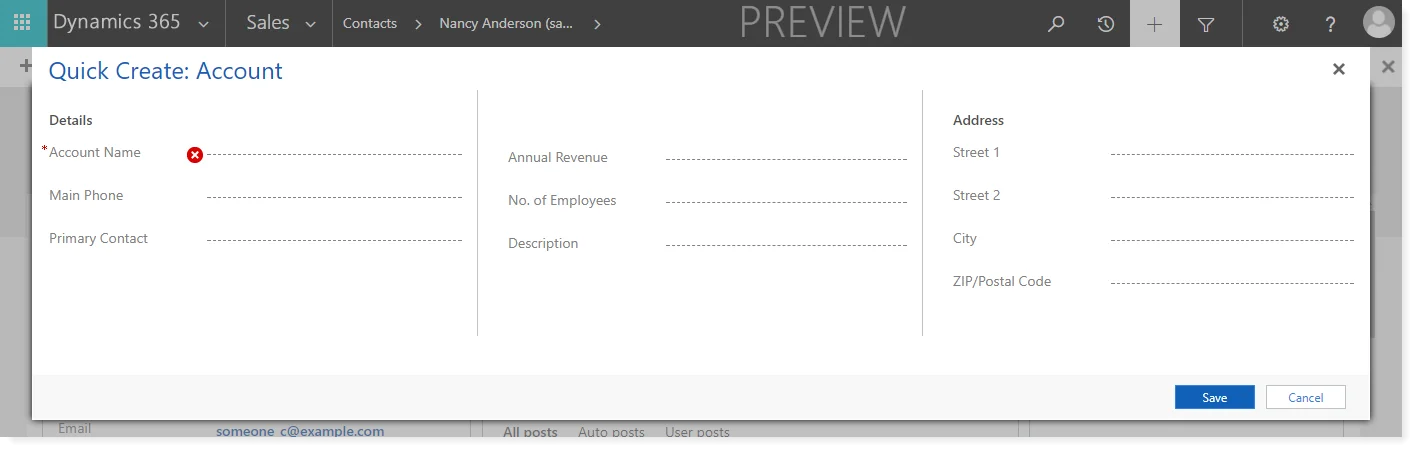 Dynamics 365
Sales
Contacts
Nancy Anderson (sa...
PREVIEW
Quick Create: Account
Details
* Account Name
Main Phone
Primary Contact
Annual Revenue
No. of Employees
Description
Address
Street 1
Street 2
City
ZIP/Postal Code
Save
Cancel
Email
someone_c@example.com
All posts
Auto posts
User posts